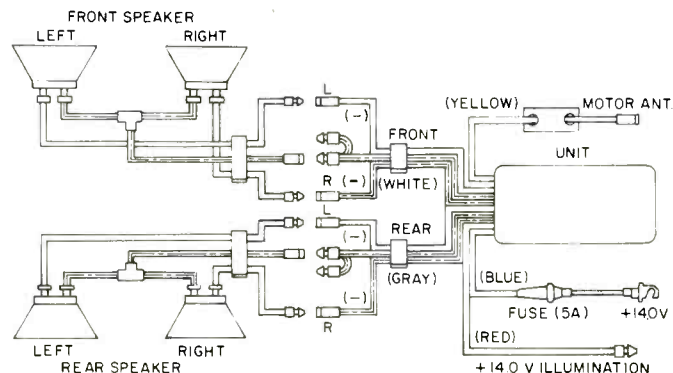 FRONT SPEAKER
LEFT RIGHT
L
(−)
(YELLOW) MOTOR ANT.
FRONT
UNIT
R (−) (WHITE)
L
(−)
REAR
(GRAY)
(−)
R
(BLUE)
FUSE (5A) +14.0V
(RED)
+14.0 V ILLUMINATION
LEFT RIGHT
REAR SPEAKER